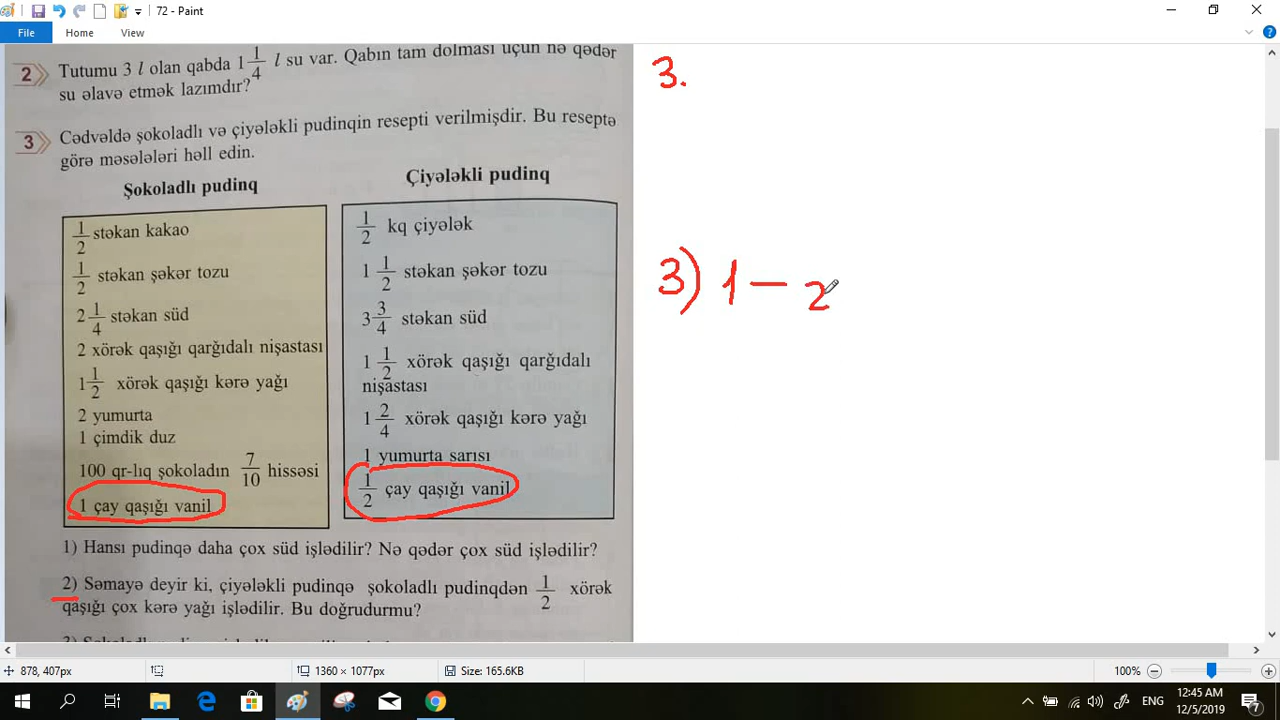 72 - Paint
File Home View
2 Tutumu 3 l olan qabda 1 1/4 l su var. Qabın tam dolması üçün nə qədər
su əlavə etmək lazımdır?
3 Cədvəldə şokoladlı və çiyələkli pudinqin resepti verilmişdir. Bu reseptə
görə məsələləri həll edin.
Şokoladlı pudinq
1/2 stəkan kakao
1/2 stəkan şəkər tozu
2 1/4 stəkan süd
2 xörək qaşığı qarğıdalı nişastası
1 1/2 xörək qaşığı kərə yağı
2 yumurta
1 çimdik duz
100 qr-lıq şokoladın 7/10 hissəsi
1 çay qaşığı vanil
Çiyələkli pudinq
1/2 kq çiyələk
1 1/2 stəkan şəkər tozu
3 3/4 stəkan süd
1 1/2 xörək qaşığı qarğıdalı
nişastası
1 2/4 xörək qaşığı kərə yağı
1 yumurta sarısı
1/2 çay qaşığı vanil
1) Hansı pudinqə daha çox süd işlədilir? Nə qədər çox süd işlədilir?
2) Səmayə deyir ki, çiyələkli pudinqə şokoladlı pudinqdən 1/2 xörək
qaşığı çox kərə yağı işlədilir. Bu doğrudurmu?
3.
3) 1 — 2
878, 407px
1360 × 1077px
Size: 165.6KB
100%
ENG
12:45 AM
12/5/2019
7